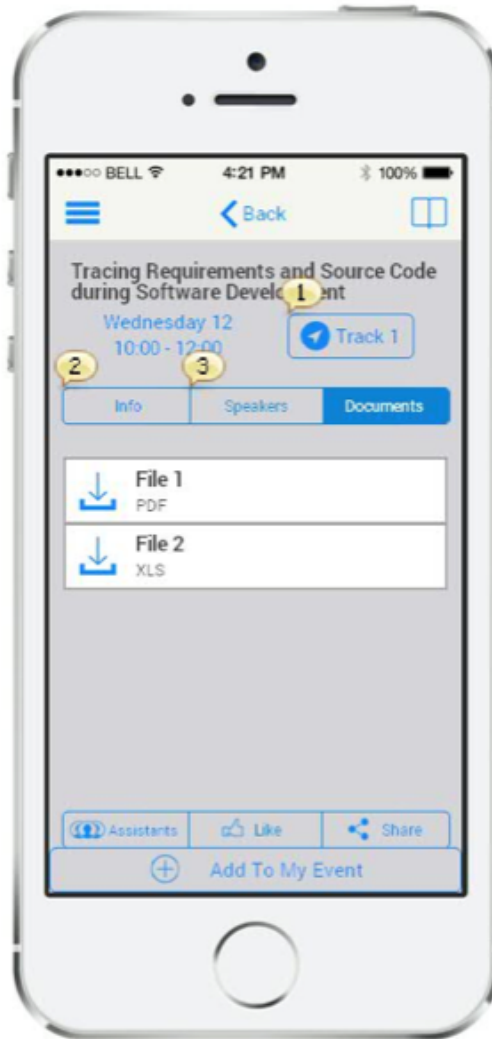 BELL 4:21 PM 100%
Back
Tracing Requirements and Source Code
during Software Develo 1 ent
Wednesday 12
10:00 - 12:00
Track 1
2 3
Info Speakers Documents
File 1
PDF
File 2
XLS
Assistants Like Share
Add To My Event